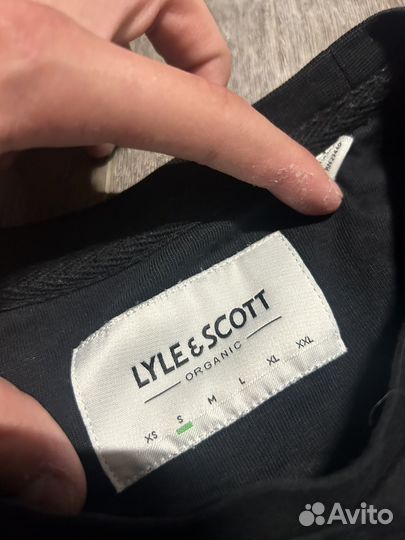 LYLE & SCOTT
ORGANIC
XS S M L XL XXL
Avito